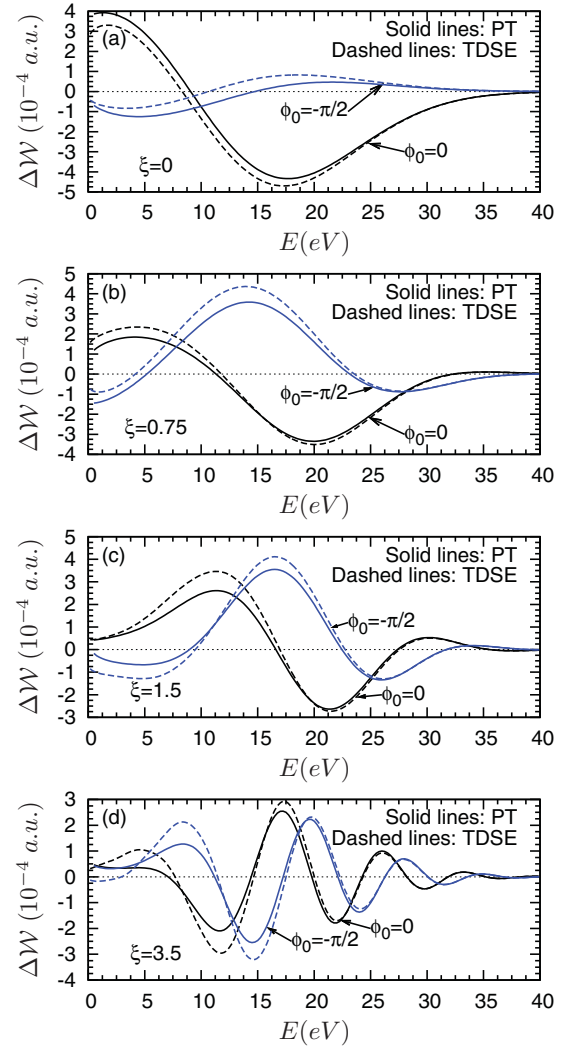 (a)
Solid lines: PT
Dashed lines: TDSE
ϕ₀=-π/2
ϕ₀=0
ξ=0
4
3
2
1
0
-1
-2
-3
-4
-5
ΔW (10⁻⁴ a.u.)
0 5 10 15 20 25 30 35 40
E(eV)
(b)
Solid lines: PT
Dashed lines: TDSE
ϕ₀=-π/2
ϕ₀=0
ξ=0.75
5
4
3
2
1
0
-1
-2
-3
-4
ΔW (10⁻⁴ a.u.)
0 5 10 15 20 25 30 35 40
E(eV)
(c)
Solid lines: PT
Dashed lines: TDSE
ϕ₀=-π/2
ϕ₀=0
ξ=1.5
5
4
3
2
1
0
-1
-2
-3
ΔW (10⁻⁴ a.u.)
0 5 10 15 20 25 30 35 40
E(eV)
(d)
Solid lines: PT
Dashed lines: TDSE
ϕ₀=-π/2
ϕ₀=0
ξ=3.5
3
2
1
0
-1
-2
-3
-4
ΔW (10⁻⁴ a.u.)
0 5 10 15 20 25 30 35 40
E(eV)